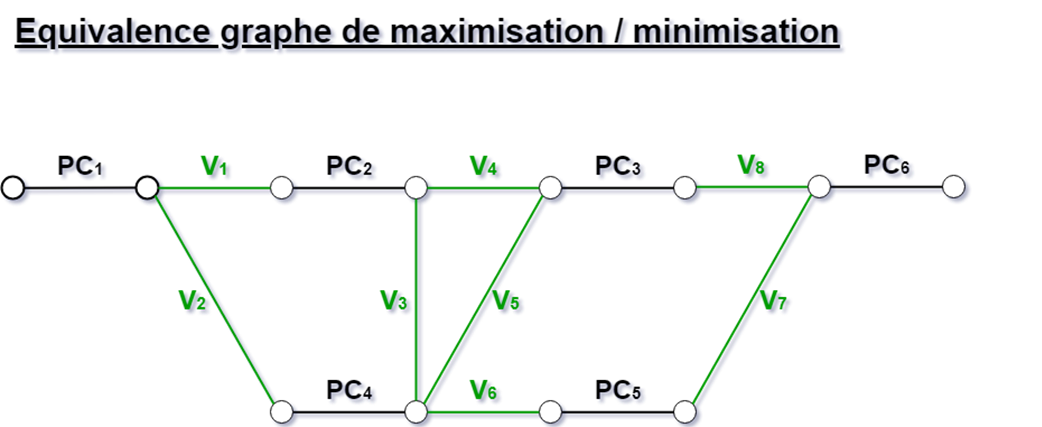 Equivalence graphe de maximisation / minimisation
PC1 V1 PC2 V4 PC3 V8 PC6
V2 V3 V5 V7
PC4 V6 PC5